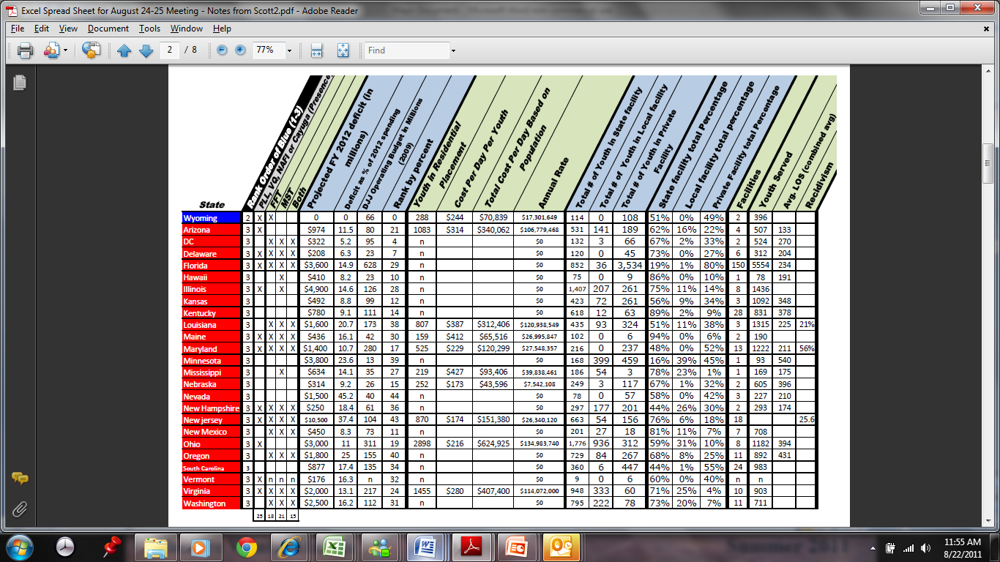 Excel Spread Sheet for August 24-25 Meeting - Notes from Scott2.pdf - Adobe Reader
File Edit View Document Tools Window Help
2 / 8 77% Find
State
Rank Order of Blue (1-3)
PLL, VQ, NAFI or Cayuga (Presence
FFT
MST
Both
Projected FY 2012 deficit (in millions)
Deficit as % of 2012 spending
DJJ Operating Budget in Millions (2009)
Rank by percent
Youth in Residential Placement
Cost Per Day Per Youth
Total Cost Per Day Based on Population
Annual Rate
Total # of Youth in State facility
Total # of Youth in Local facility
Total # of Youth in Private Facility
State facility total Percentage
Local facility total percentage
Private Facility total Percentage
Facilities
Youth Served
Avg. LOS (combined avg)
Recidivism
Wyoming 2 X X 0 0 66 0 288 $244 $70,839 $17,301,649 114 0 108 51% 0% 49% 2 396
Arizona 3 X $974 11.5 80 21 1083 $314 $340,062 $106,779,468 531 141 189 62% 16% 22% 4 507 133
DC 3 X X X $322 5.2 95 4 n $0 132 3 66 67% 2% 33% 2 524 270
Delaware 3 X X X X $208 6.3 23 7 n $0 120 0 45 73% 0% 27% 6 312 204
Florida 3 X X X X $3,600 14.9 628 29 n $0 852 36 3,534 19% 1% 80% 150 5554 234
Hawaii 3 X $410 8.2 23 10 n $0 75 0 9 86% 0% 10% 1 78 191
Illinois 3 X X $4,900 14.6 126 28 n $0 1,407 207 261 75% 11% 14% 8 1436
Kansas 3 $492 8.8 99 12 n $0 423 72 261 56% 9% 34% 3 1092 348
Kentucky 3 $780 9.1 111 14 n $0 618 12 63 89% 2% 9% 28 831 378
Louisiana 3 X X X $1,600 20.7 173 38 807 $387 $312,406 $120,938,549 435 93 324 51% 11% 38% 3 1315 225 21%
Maine 3 X X X X $436 16.1 42 30 159 $412 $65,516 $26,995,847 102 0 6 94% 0% 6% 2 190
Maryland 3 X X X X $1,400 10.7 280 17 525 $229 $120,299 $27,548,357 216 0 237 48% 0% 52% 13 1222 211 56%
Minnesota 3 $3,800 23.6 13 39 n $0 168 399 459 16% 39% 45% 1 93 540
Mississippi 3 X $634 14.1 35 27 219 $427 $93,406 $39,838,461 186 54 3 78% 23% 1% 1 169 175
Nebraska 3 $314 9.2 26 15 252 $173 $43,596 $7,542,108 249 3 117 67% 1% 32% 2 605 396
Nevada 3 $1,500 45.2 40 44 n $0 78 0 57 58% 0% 42% 3 227 210
New Hampshire 3 X X X X $250 18.4 61 36 n $0 297 177 201 44% 26% 30% 2 293 174
New jersey 3 X X X X $10,500 37.4 104 43 870 $174 $151,380 $26,340,120 663 54 156 76% 6% 18% 18 25.6
New Mexico 3 X X X $450 8.3 73 11 n $0 201 27 18 81% 11% 7% 7 708
Ohio 3 X $3,000 11 311 19 2898 $216 $624,925 $134,983,740 1,776 936 312 59% 31% 10% 8 1182 394
Oregon 3 X X X $1,800 25 155 40 n $0 729 84 267 68% 8% 25% 11 892 431
South Carolina 3 $877 17.4 135 34 n $0 360 6 447 44% 1% 55% 24 983
Vermont 3 X n n n $176 16.3 n 32 n $0 9 0 6 60% 0% 40% n n
Virginia 3 X X X X $2,000 13.1 217 24 1455 $280 $407,400 $114,072,000 948 333 60 71% 25% 4% 10 903
Washington 3 X X X $2,500 16.2 112 31 n $0 795 222 78 73% 20% 7% 11 711
25 18 21 15
11:55 AM
8/22/2011